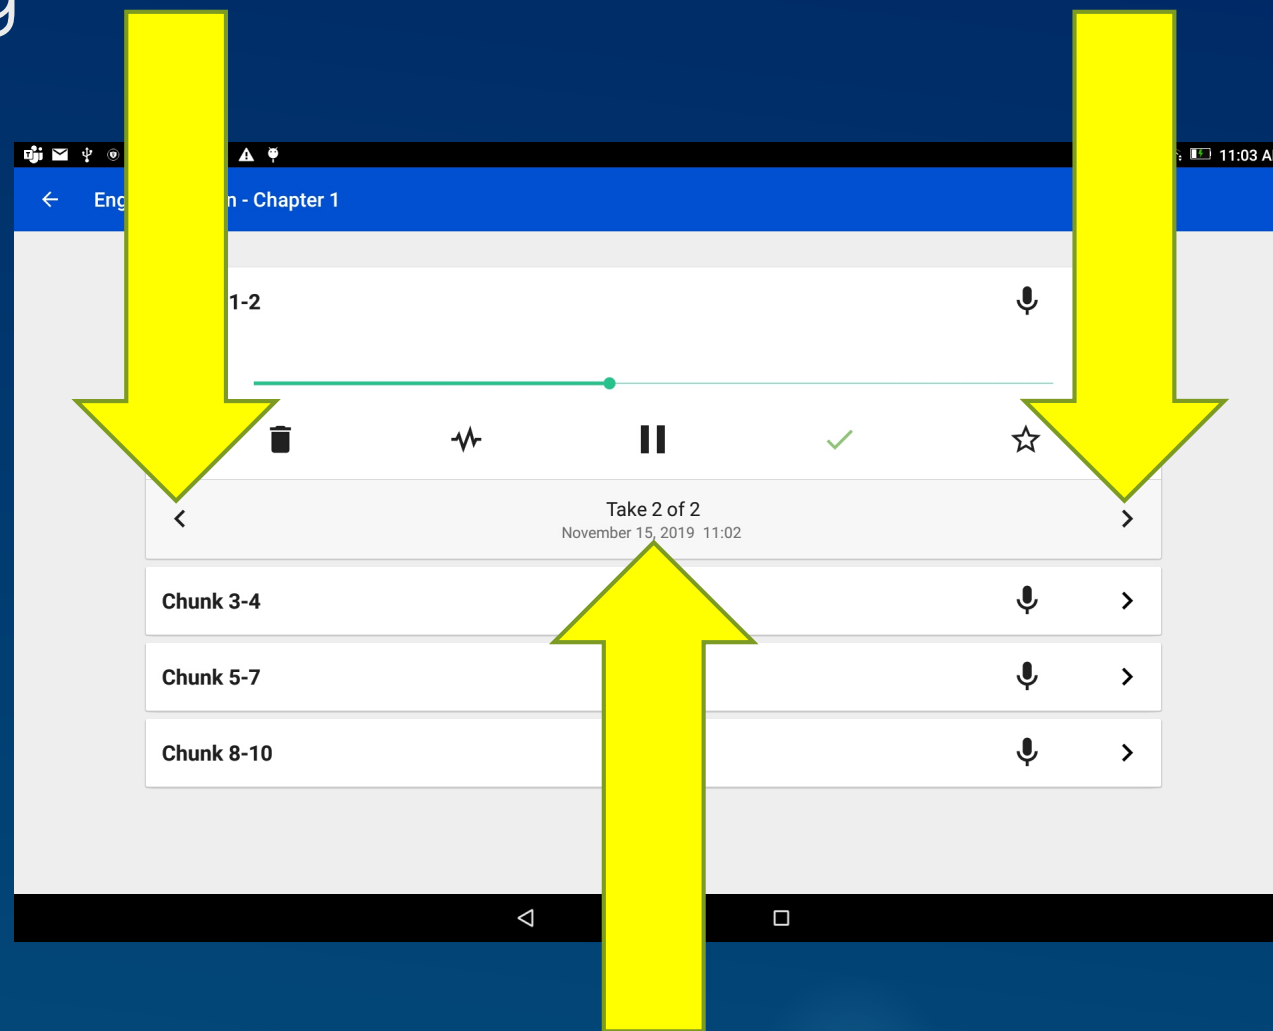 11:03
Eng n - Chapter 1
1-2
Take 2 of 2
November 15, 2019 11:02
Chunk 3-4
Chunk 5-7
Chunk 8-10